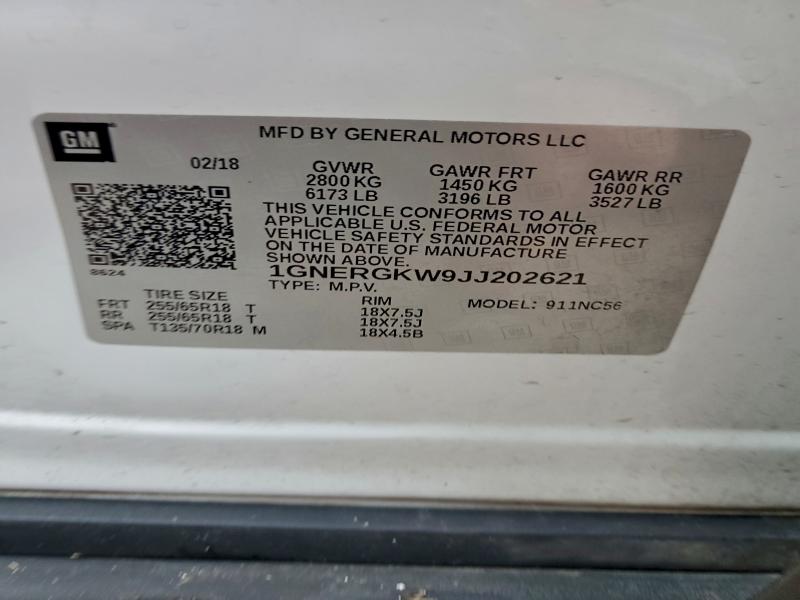 GM
MFD BY GENERAL MOTORS LLC
02/18 GVWR GAWR FRT GAWR RR
2800 KG 1450 KG 1600 KG
6173 LB 3196 LB 3527 LB
THIS VEHICLE CONFORMS TO ALL
APPLICABLE U.S. FEDERAL MOTOR
VEHICLE SAFETY STANDARDS IN EFFECT
ON THE DATE OF MANUFACTURE
SHOWN ABOVE.
8624 1GNERGKW9JJ202621
TYPE: M.P.V. MODEL: 911NC56
TIRE SIZE RIM
FRT 255/65R18 T 18X7.5J
RR 255/65R18 T 18X7.5J
SPA T135/70R18 M 18X4.5B